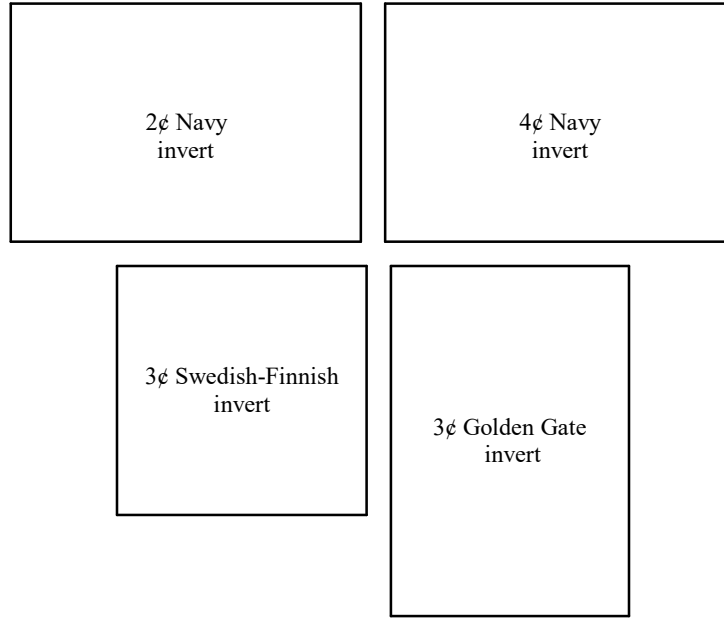 2¢ Navy
invert
4¢ Navy
invert
3¢ Swedish-Finnish
invert
3¢ Golden Gate
invert